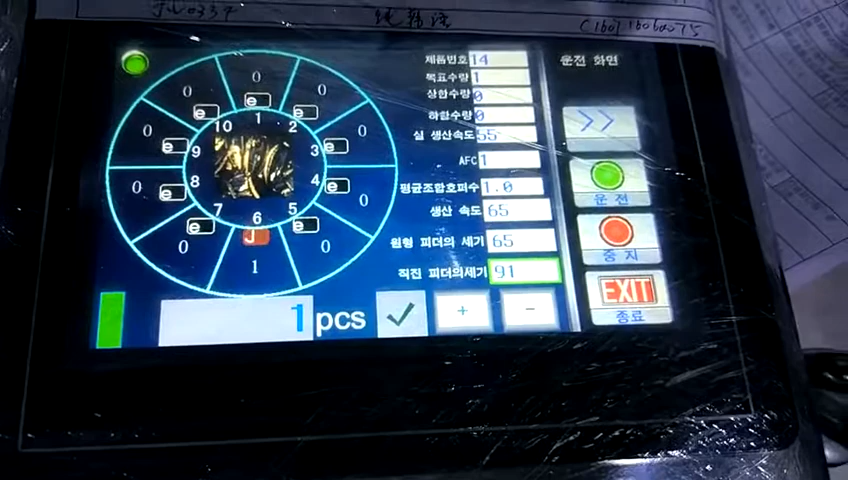 제품번호 14
목표수량 1
상합수량 0
하합수량 0
실 생산속도 55
AFC 1
평균조합호퍼수 1.0
생산 속도 65
원형 피더의 세기 65
직진 피더의세기 91
운전 화면
>>
운전
중지
EXIT
종료
0
0
0
0
0
0
0
0
0
1
e
e
e
e
e
e
e
e
e
J
1
2
3
4
5
6
7
8
9
10
1 pcs
+
-